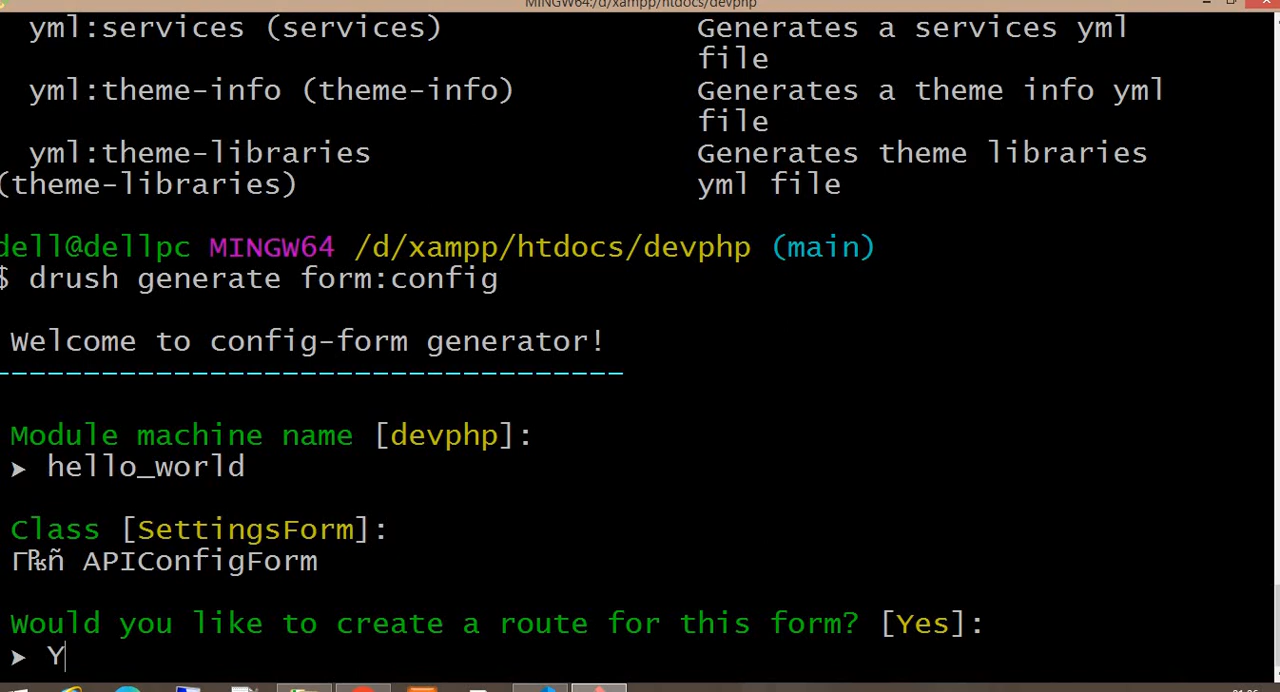 MINGW64:/d/xampp/htdocs/devphp
yml:services (services) Generates a services yml
file
yml:theme-info (theme-info) Generates a theme info yml
file
yml:theme-libraries Generates theme libraries
(theme-libraries) yml file
dell@dellpc MINGW64 /d/xampp/htdocs/devphp (main)
$ drush generate form:config
Welcome to config-form generator!
---------------------------------
Module machine name [devphp]:
➤ hello_world
Class [SettingsForm]:
Γ₧ñ APIConfigForm
Would you like to create a route for this form? [Yes]:
➤ Y